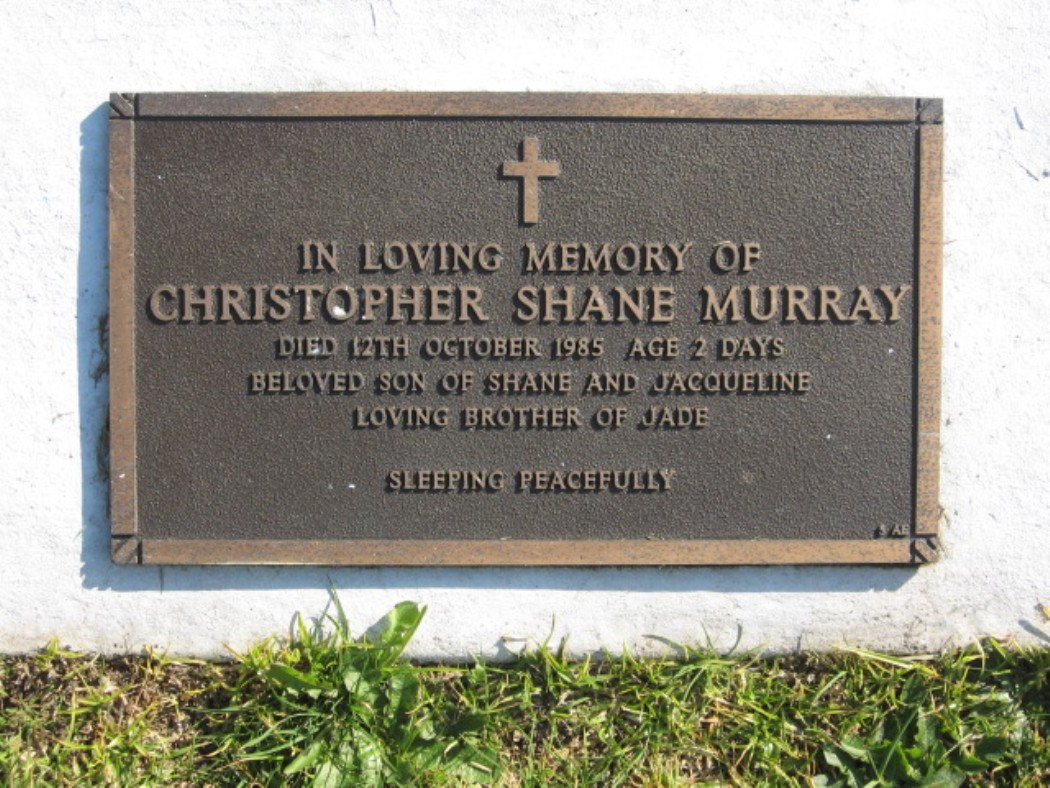 IN LOVING MEMORY OF
CHRISTOPHER SHANE MURRAY
DIED 12TH OCTOBER 1985 AGE 2 DAYS
BELOVED SON OF SHANE AND JACQUELINE
LOVING BROTHER OF JADE
SLEEPING PEACEFULLY